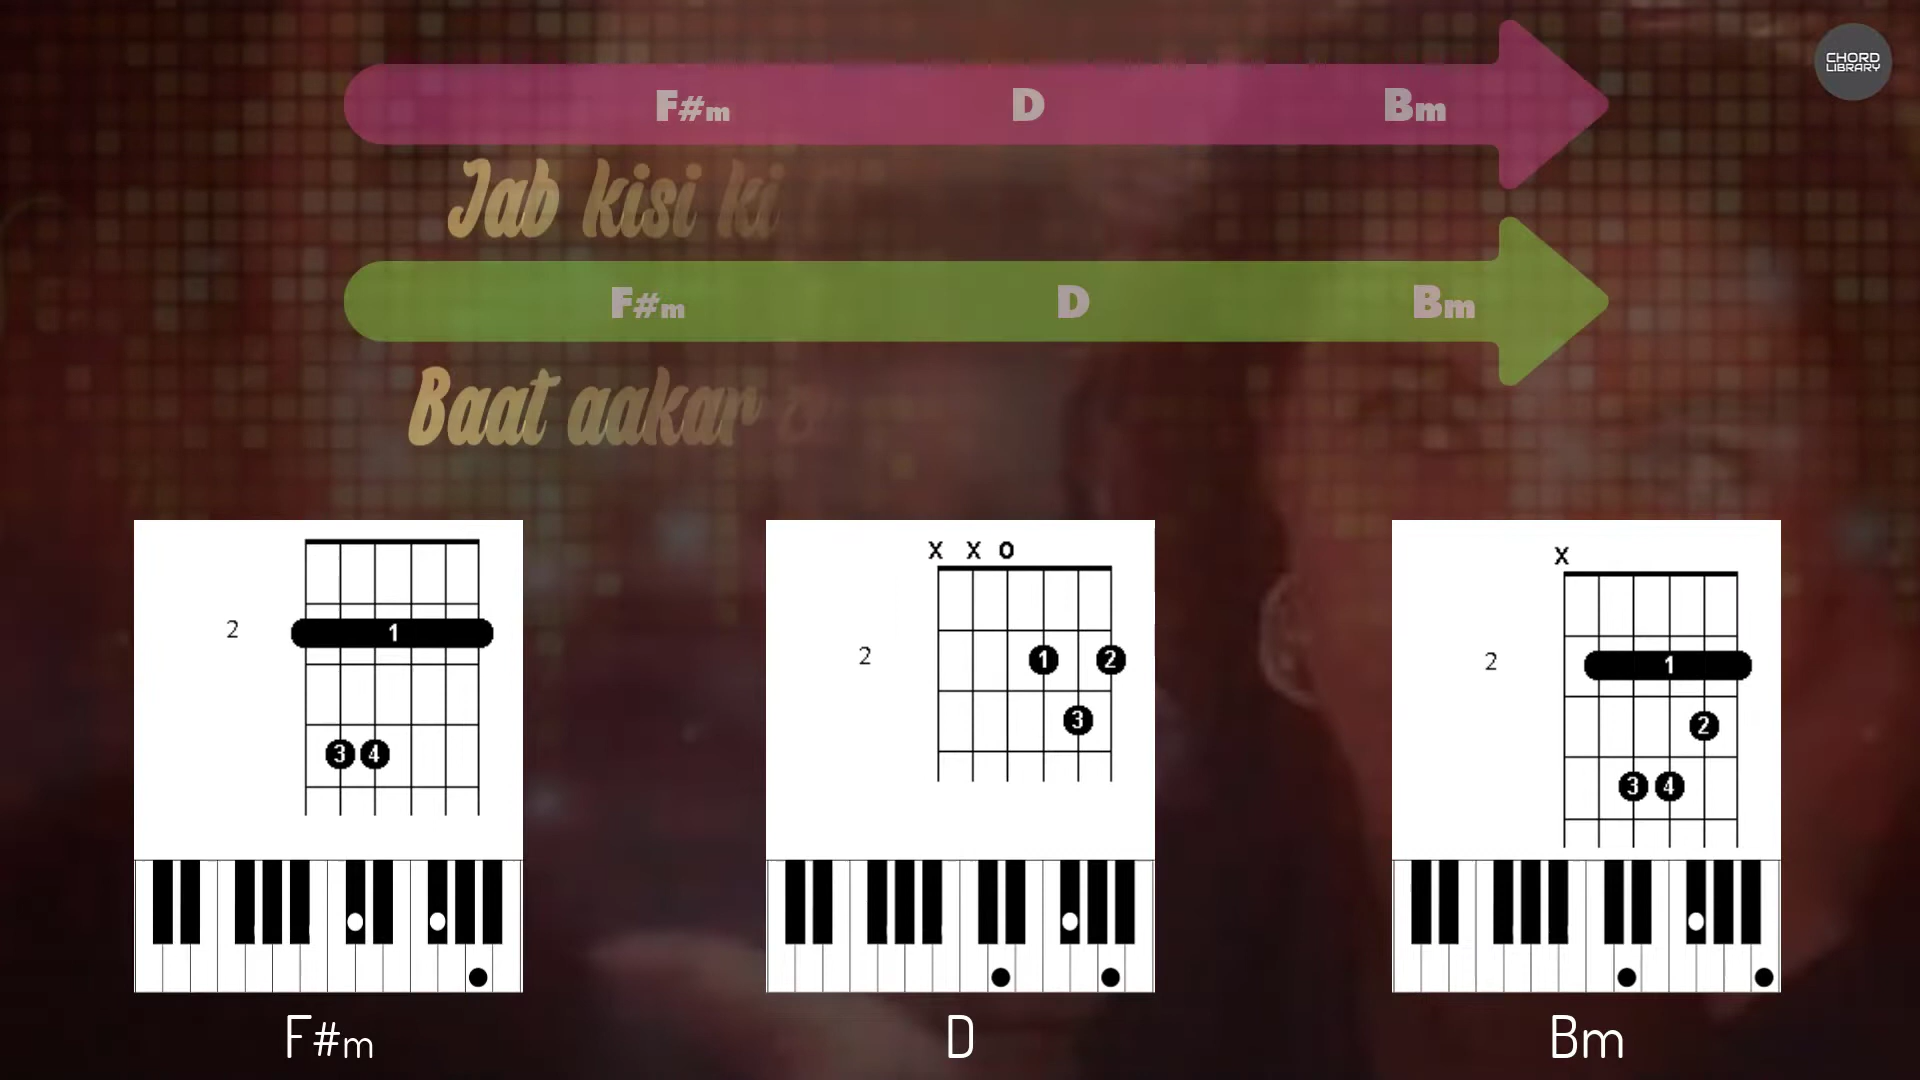 CHORD
LIBRARY
F#m D Bm
Jab kisi ki
F#m D Bm
Baat aakar
X X O
X
2 1
2 1 2
2 1
3
2
3 4
3 4
F#m D Bm